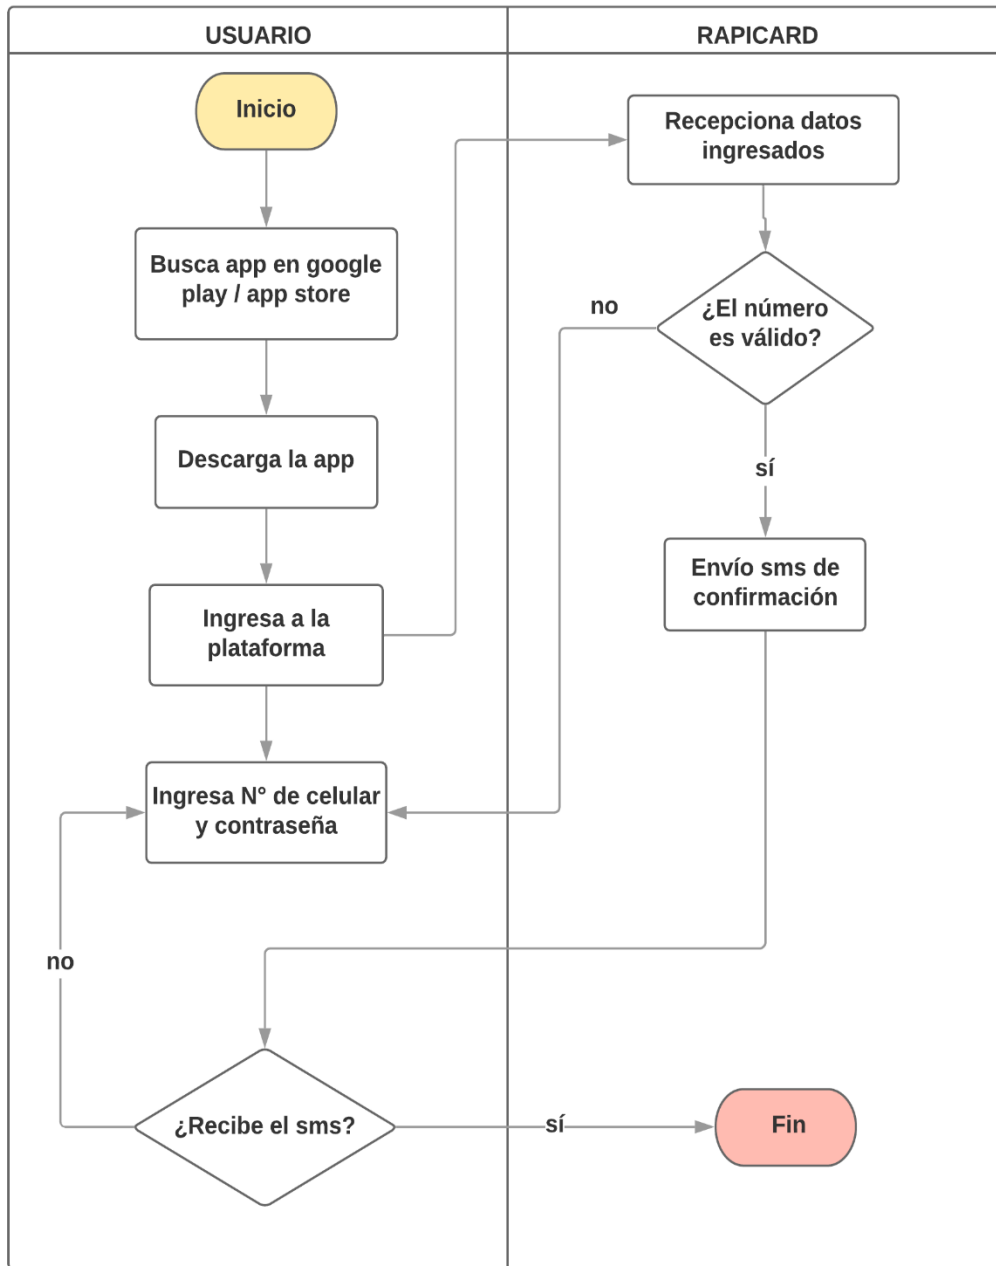 USUARIO
RAPICARD
Inicio
Busca app en google
play / app store
Descarga la app
Ingresa a la
plataforma
Ingresa N° de celular
y contraseña
no
¿Recibe el sms?
sí
Recepciona datos
ingresados
¿El número
es válido?
no
sí
Envío sms de
confirmación
Fin